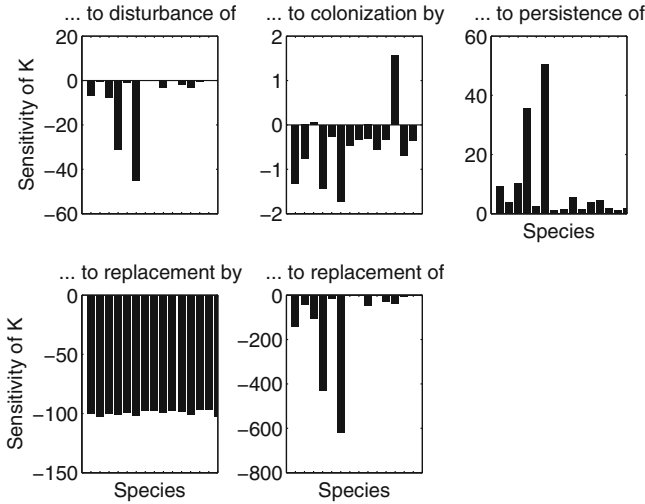 ... to disturbance of
... to colonization by
... to persistence of
Sensitivity of K
20
0
−20
−40
−60
2
1
0
−1
−2
60
40
20
0
Species
... to replacement by
... to replacement of
Sensitivity of K
0
−50
−100
−150
Species
0
−200
−400
−600
−800
Species